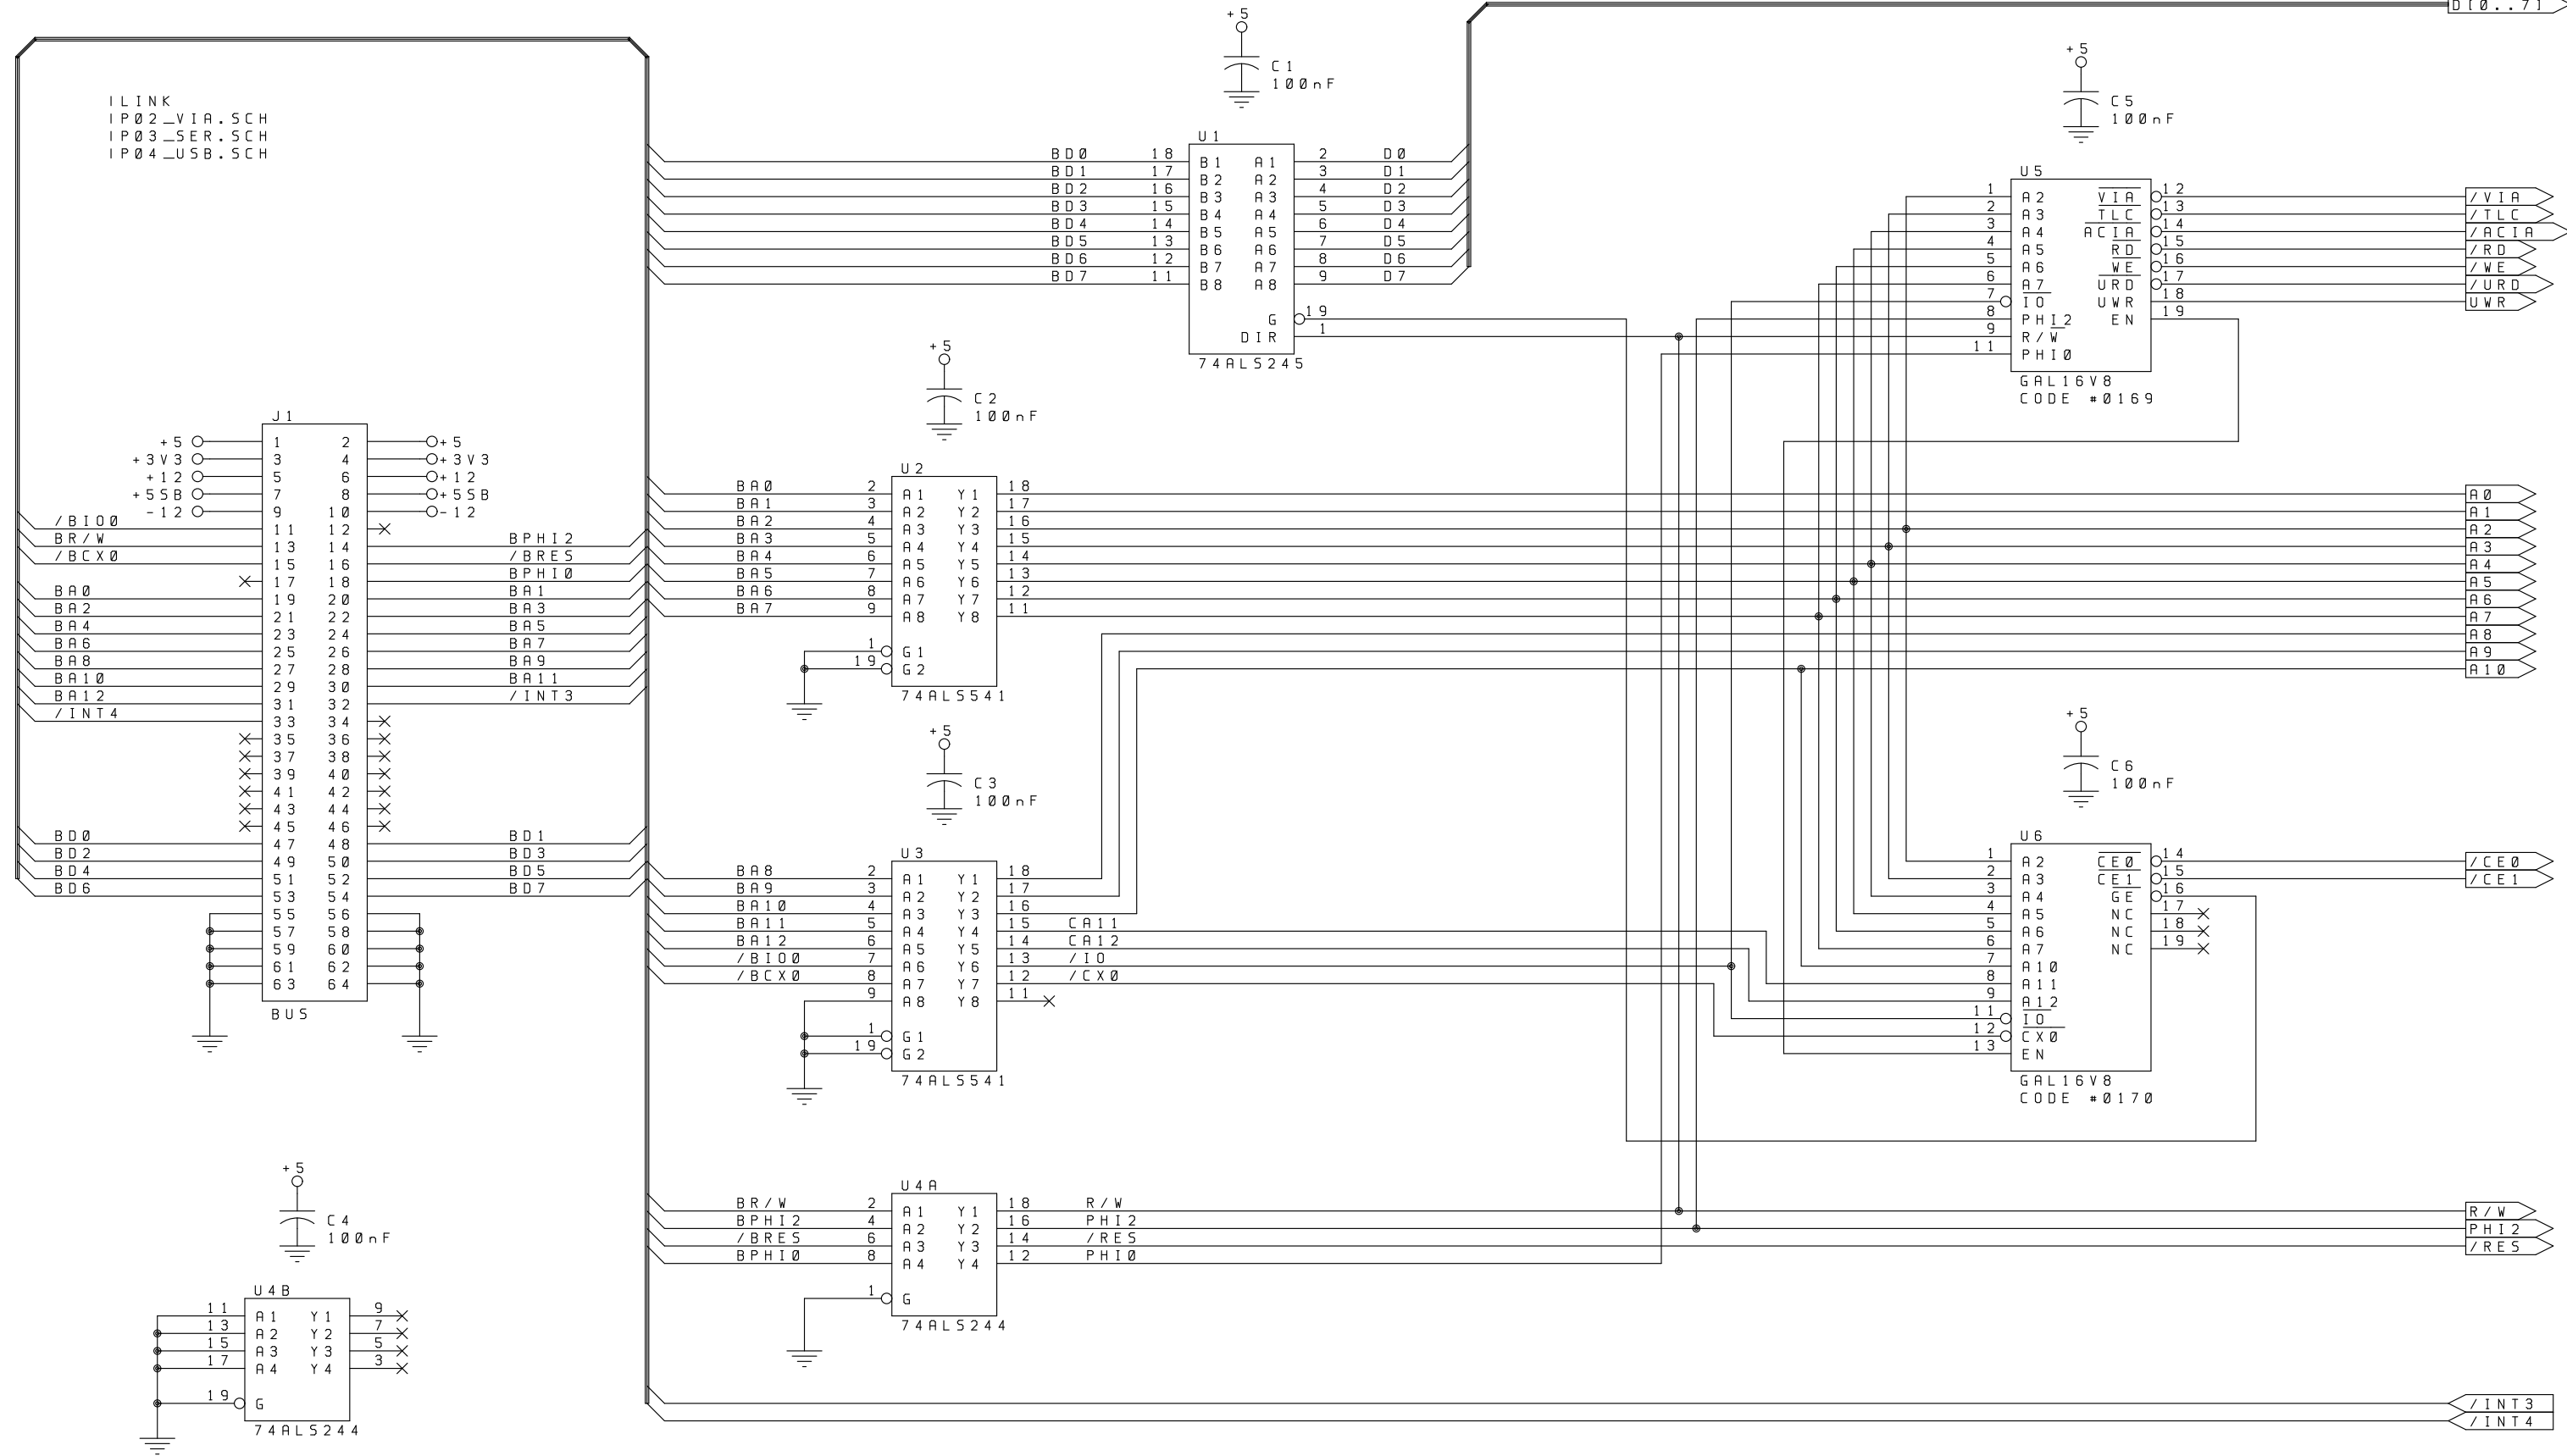 D[0..7]
ILINK
IP02_VIA.SCH
IP03_SER.SCH
IP04_USB.SCH
+5
C1
100nF
+5
C5
100nF
U1
BD0 18 B1 A1 2 D0
BD1 17 B2 A2 3 D1
BD2 16 B3 A3 4 D2
BD3 15 B4 A4 5 D3
BD4 14 B5 A5 6 D4
BD5 13 B6 A6 7 D5
BD6 12 B7 A7 8 D6
BD7 11 B8 A8 9 D7
G 19
DIR 1
74ALS245
U5
1 A2 VIA 12 /VIA
2 A3 TLC 13 /TLC
3 A4 ACIA 14 /ACIA
4 A5 RD 15 /RD
5 A6 WE 16 /WE
6 A7 URD 17 /URD
7 IO UWR 18 UWR
8 PHI2 EN 19
9 R/W
11 PHI0
GAL16V8
CODE #0169
J1
+5 1 2 +5
+3V3 3 4 +3V3
+12 5 6 +12
+5SB 7 8 +5SB
-12 9 10 -12
/BIO0 11 12
BR/W 13 14 BPHI2
/BCX0 15 16 /BRES
17 18 BPHI0
BA0 19 20 BA1
BA2 21 22 BA3
BA4 23 24 BA5
BA6 25 26 BA7
BA8 27 28 BA9
BA10 29 30 BA11
BA12 31 32 /INT3
/INT4 33 34
35 36
37 38
39 40
41 42
43 44
45 46
BD0 47 48 BD1
BD2 49 50 BD3
BD4 51 52 BD5
BD6 53 54 BD7
55 56
57 58
59 60
61 62
63 64
BUS
+5
C2
100nF
U2
BA0 2 A1 Y1 18 A0
BA1 3 A2 Y2 17 A1
BA2 4 A3 Y3 16 A2
BA3 5 A4 Y4 15 A3
BA4 6 A5 Y5 14 A4
BA5 7 A6 Y6 13 A5
BA6 8 A7 Y7 12 A6
BA7 9 A8 Y8 11 A7
A8
1 G1 A9
19 G2 A10
74ALS541
+5
C3
100nF
U3
BA8 2 A1 Y1 18
BA9 3 A2 Y2 17
BA10 4 A3 Y3 16
BA11 5 A4 Y4 15 CA11
BA12 6 A5 Y5 14 CA12
/BIO0 7 A6 Y6 13 /IO
/BCX0 8 A7 Y7 12 /CX0
9 A8 Y8 11
1 G1
19 G2
74ALS541
+5
C6
100nF
U6
1 A2 CE0 14 /CE0
2 A3 CE1 15 /CE1
3 A4 GE 16
4 A5 NC 17
5 A6 NC 18
6 A7 NC 19
7 A10
8 A11
9 A12
11 IO
12 CX0
13 EN
GAL16V8
CODE #0170
+5
C4
100nF
U4A
BR/W 2 A1 Y1 18 R/W R/W
BPHI2 4 A2 Y2 16 PHI2 PHI2
/BRES 6 A3 Y3 14 /RES /RES
BPHI0 8 A4 Y4 12 PHI0
1 G
74ALS244
U4B
11 A1 Y1 9
13 A2 Y2 7
15 A3 Y3 5
17 A4 Y4 3
19 G
74ALS244
/INT3
/INT4